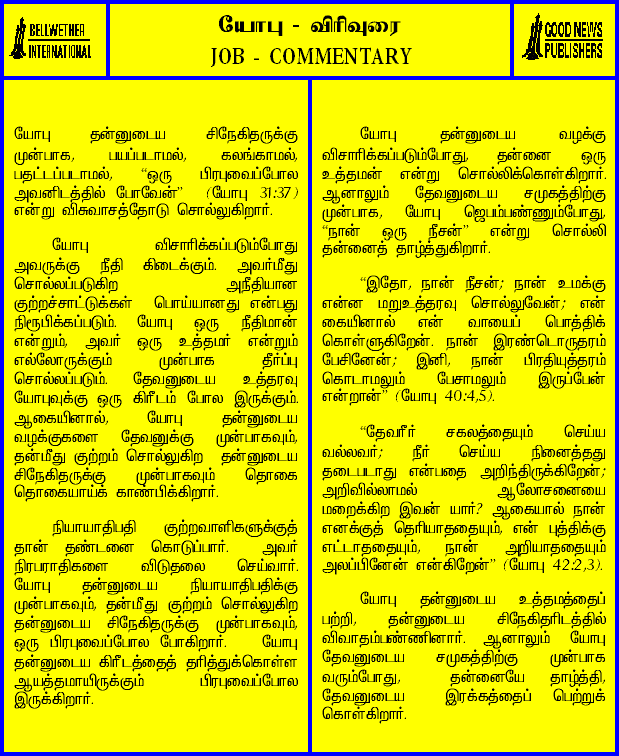 BELLWETHER
INTERNATIONAL
யோபு - விரிவுரை
JOB - COMMENTARY
GOOD NEWS
PUBLISHERS
யோபு தன்னுடைய சிநேகிதருக்கு
முன்பாக, பயப்படாமல், கலங்காமல்,
பதட்டப்படாமல், “ஒரு பிரபுவைப்போல
அவனிடத்தில் போவேன்” (யோபு 31:37)
என்று விசுவாசத்தோடு சொல்லுகிறார்.
யோபு விசாரிக்கப்படும்போது
அவருக்கு நீதி கிடைக்கும். அவர்மீது
சொல்லப்படுகிற அநீதியான
குற்றச்சாட்டுக்கள் பொய்யானது என்பது
நிரூபிக்கப்படும். யோபு ஒரு நீதிமான்
என்றும், அவர் ஒரு உத்தமர் என்றும்
எல்லோருக்கும் முன்பாக தீர்ப்பு
சொல்லப்படும். தேவனுடைய உத்தரவு
யோபுவுக்கு ஒரு கிரீடம் போல இருக்கும்.
ஆகையினால், யோபு தன்னுடைய
வழக்குகளை தேவனுக்கு முன்பாகவும்,
தன்மீது குற்றம் சொல்லுகிற தன்னுடைய
சிநேகிதருக்கு முன்பாகவும் தொகை
தொகையாய்க் காண்பிக்கிறார்.
நியாயாதிபதி குற்றவாளிகளுக்குத்
தான் தண்டனை கொடுப்பார். அவர்
நிரபராதிகளை விடுதலை செய்வார்.
யோபு தன்னுடைய நியாயாதிபதிக்கு
முன்பாகவும், தன்மீது குற்றம் சொல்லுகிற
தன்னுடைய சிநேகிதருக்கு முன்பாகவும்,
ஒரு பிரபுவைப்போல போகிறார். யோபு
தன்னுடைய கிரீடத்தைத் தரித்துக்கொள்ள
ஆயத்தமாயிருக்கும் பிரபுவைப்போல
இருக்கிறார்.
யோபு தன்னுடைய வழக்கு
விசாரிக்கப்படும்போது, தன்னை ஒரு
உத்தமன் என்று சொல்லிக்கொள்கிறார்.
ஆனாலும் தேவனுடைய சமுகத்திற்கு
முன்பாக, யோபு ஜெபம்பண்ணும்போது,
“நான் ஒரு நீசன்” என்று சொல்லி
தன்னைத் தாழ்த்துகிறார்.
“இதோ, நான் நீசன்; நான் உமக்கு
என்ன மறுஉத்தரவு சொல்லுவேன்; என்
கையினால் என் வாயைப் பொத்திக்
கொள்ளுகிறேன். நான் இரண்டொருதரம்
பேசினேன்; இனி, நான் பிரதியுத்தரம்
கொடாமலும் பேசாமலும் இருப்பேன்
என்றான்” (யோபு 40:4,5).
“தேவரீர் சகலத்தையும் செய்ய
வல்லவர்; நீர் செய்ய நினைத்தது
தடைபடாது என்பதை அறிந்திருக்கிறேன்;
அறிவில்லாமல் ஆலோசனையை
மறைக்கிற இவன் யார்? ஆகையால் நான்
எனக்குத் தெரியாததையும், என் புத்திக்கு
எட்டாததையும், நான் அறியாததையும்
அலப்பினேன் என்கிறேன்” (யோபு 42:2,3).
யோபு தன்னுடைய உத்தமத்தைப்
பற்றி, தன்னுடைய சிநேகிதரிடத்தில்
விவாதம்பண்ணினார். ஆனாலும் யோபு
தேவனுடைய சமுகத்திற்கு முன்பாக
வரும்போது, தன்னையே தாழ்த்தி,
தேவனுடைய இரக்கத்தைப் பெற்றுக்
கொள்கிறார்.